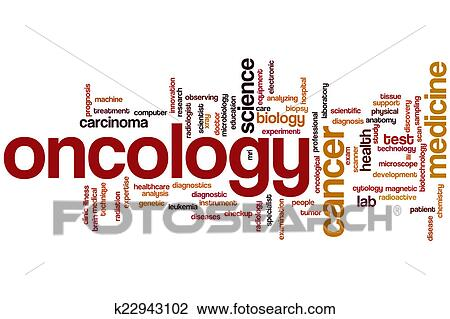 prognosis
machine
treatment
computer
carcinoma
innovation
research
radiologist
observing
scientist
xray
doctor
microbiology
education
science
equipment
care
electronic
analyzing
biopsy
hospital
biology
experiment
professional
laboratory
scientific
diagnosis
physical
anatomy
study
tissue
support
test
discovery
scan
sampling
technology
medicine
oncology
mri
oncological
cancer
exam
scanner
health
microscope
development
biotechnology
clinic
illness
brain
medical
technique
radiation
expertise
healthcare
diagnostics
analysis
diagnostic
genetic
leukemia
instrument
diseases
checkup
radiology
specialist
examination
people
tumor
cytology
magnetic
radioactive
lab
patient
disease
chemistry
FOTOSEARCH
k22943102 www.fotosearch.com